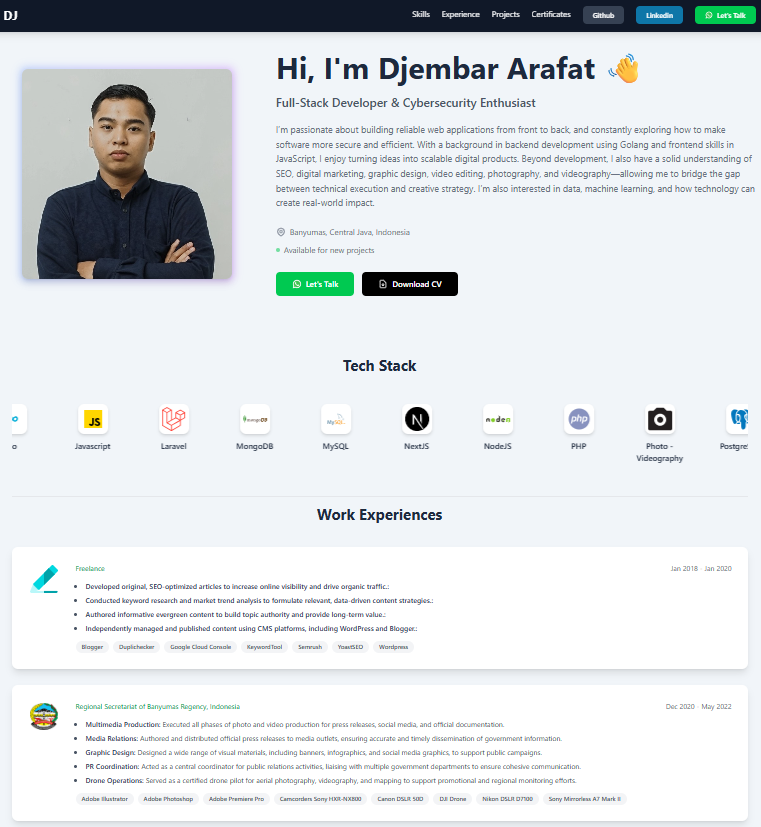 DJ
Skills Experience Projects Certificates Github Linkedin Let's Talk
Hi, I'm Djembar Arafat 👋
Full-Stack Developer & Cybersecurity Enthusiast
I'm passionate about building reliable web applications from front to back, and constantly exploring how to make
software more secure and efficient. With a background in backend development using Golang and frontend skills in
JavaScript, I enjoy turning ideas into scalable digital products. Beyond development, I also have a solid understanding of
SEO, digital marketing, graphic design, video editing, photography, and videography—allowing me to bridge the gap
between technical execution and creative strategy. I'm also interested in data, machine learning, and how technology can
create real-world impact.
Banyumas, Central Java, Indonesia
Available for new projects
Let's Talk Download CV
Tech Stack
JS mongoDB MySQL N php
o Javascript Laravel MongoDB MySQL NextJS NodeJS PHP Photo - Postgre
Videography
Work Experiences
Freelance Jan 2018 - Jan 2020
Developed original, SEO-optimized articles to increase online visibility and drive organic traffic.:
Conducted keyword research and market trend analysis to formulate relevant, data-driven content strategies.:
Authored informative evergreen content to build topic authority and provide long-term value.:
Independently managed and published content using CMS platforms, including WordPress and Blogger.:
Blogger Duplichecker Google Cloud Console KeywordTool Semrush YoastSEO Wordpress
Regional Secretariat of Banyumas Regency, Indonesia Dec 2020 - May 2022
Multimedia Production: Executed all phases of photo and video production for press releases, social media, and official documentation.
Media Relations: Authored and distributed official press releases to media outlets, ensuring accurate and timely dissemination of government information.
Graphic Design: Designed a wide range of visual materials, including banners, infographics, and social media graphics, to support public campaigns.
PR Coordination: Acted as a central coordinator for public relations activities, liaising with multiple government departments to ensure cohesive communication.
Drone Operations: Served as a certified drone pilot for aerial photography, videography, and mapping to support promotional and regional monitoring efforts.
Adobe Illustrator Adobe Photoshop Adobe Premiere Pro Camcorders Sony HXR-NX800 Canon DSLR 50D DJI Drone Nikon DSLR D7100 Sony Mirrorless A7 Mark II